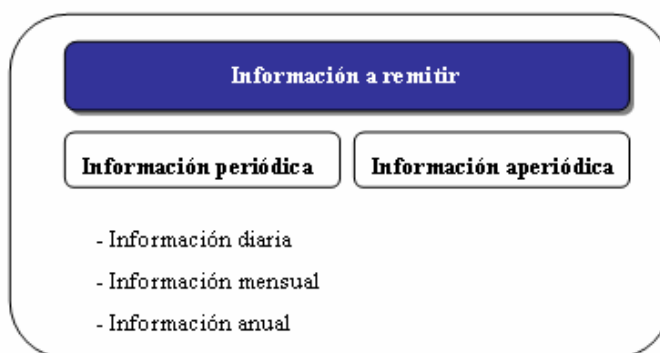 Información a remitir
Información periódica
Información aperiódica
- Información diaria
- Información mensual
- Información anual